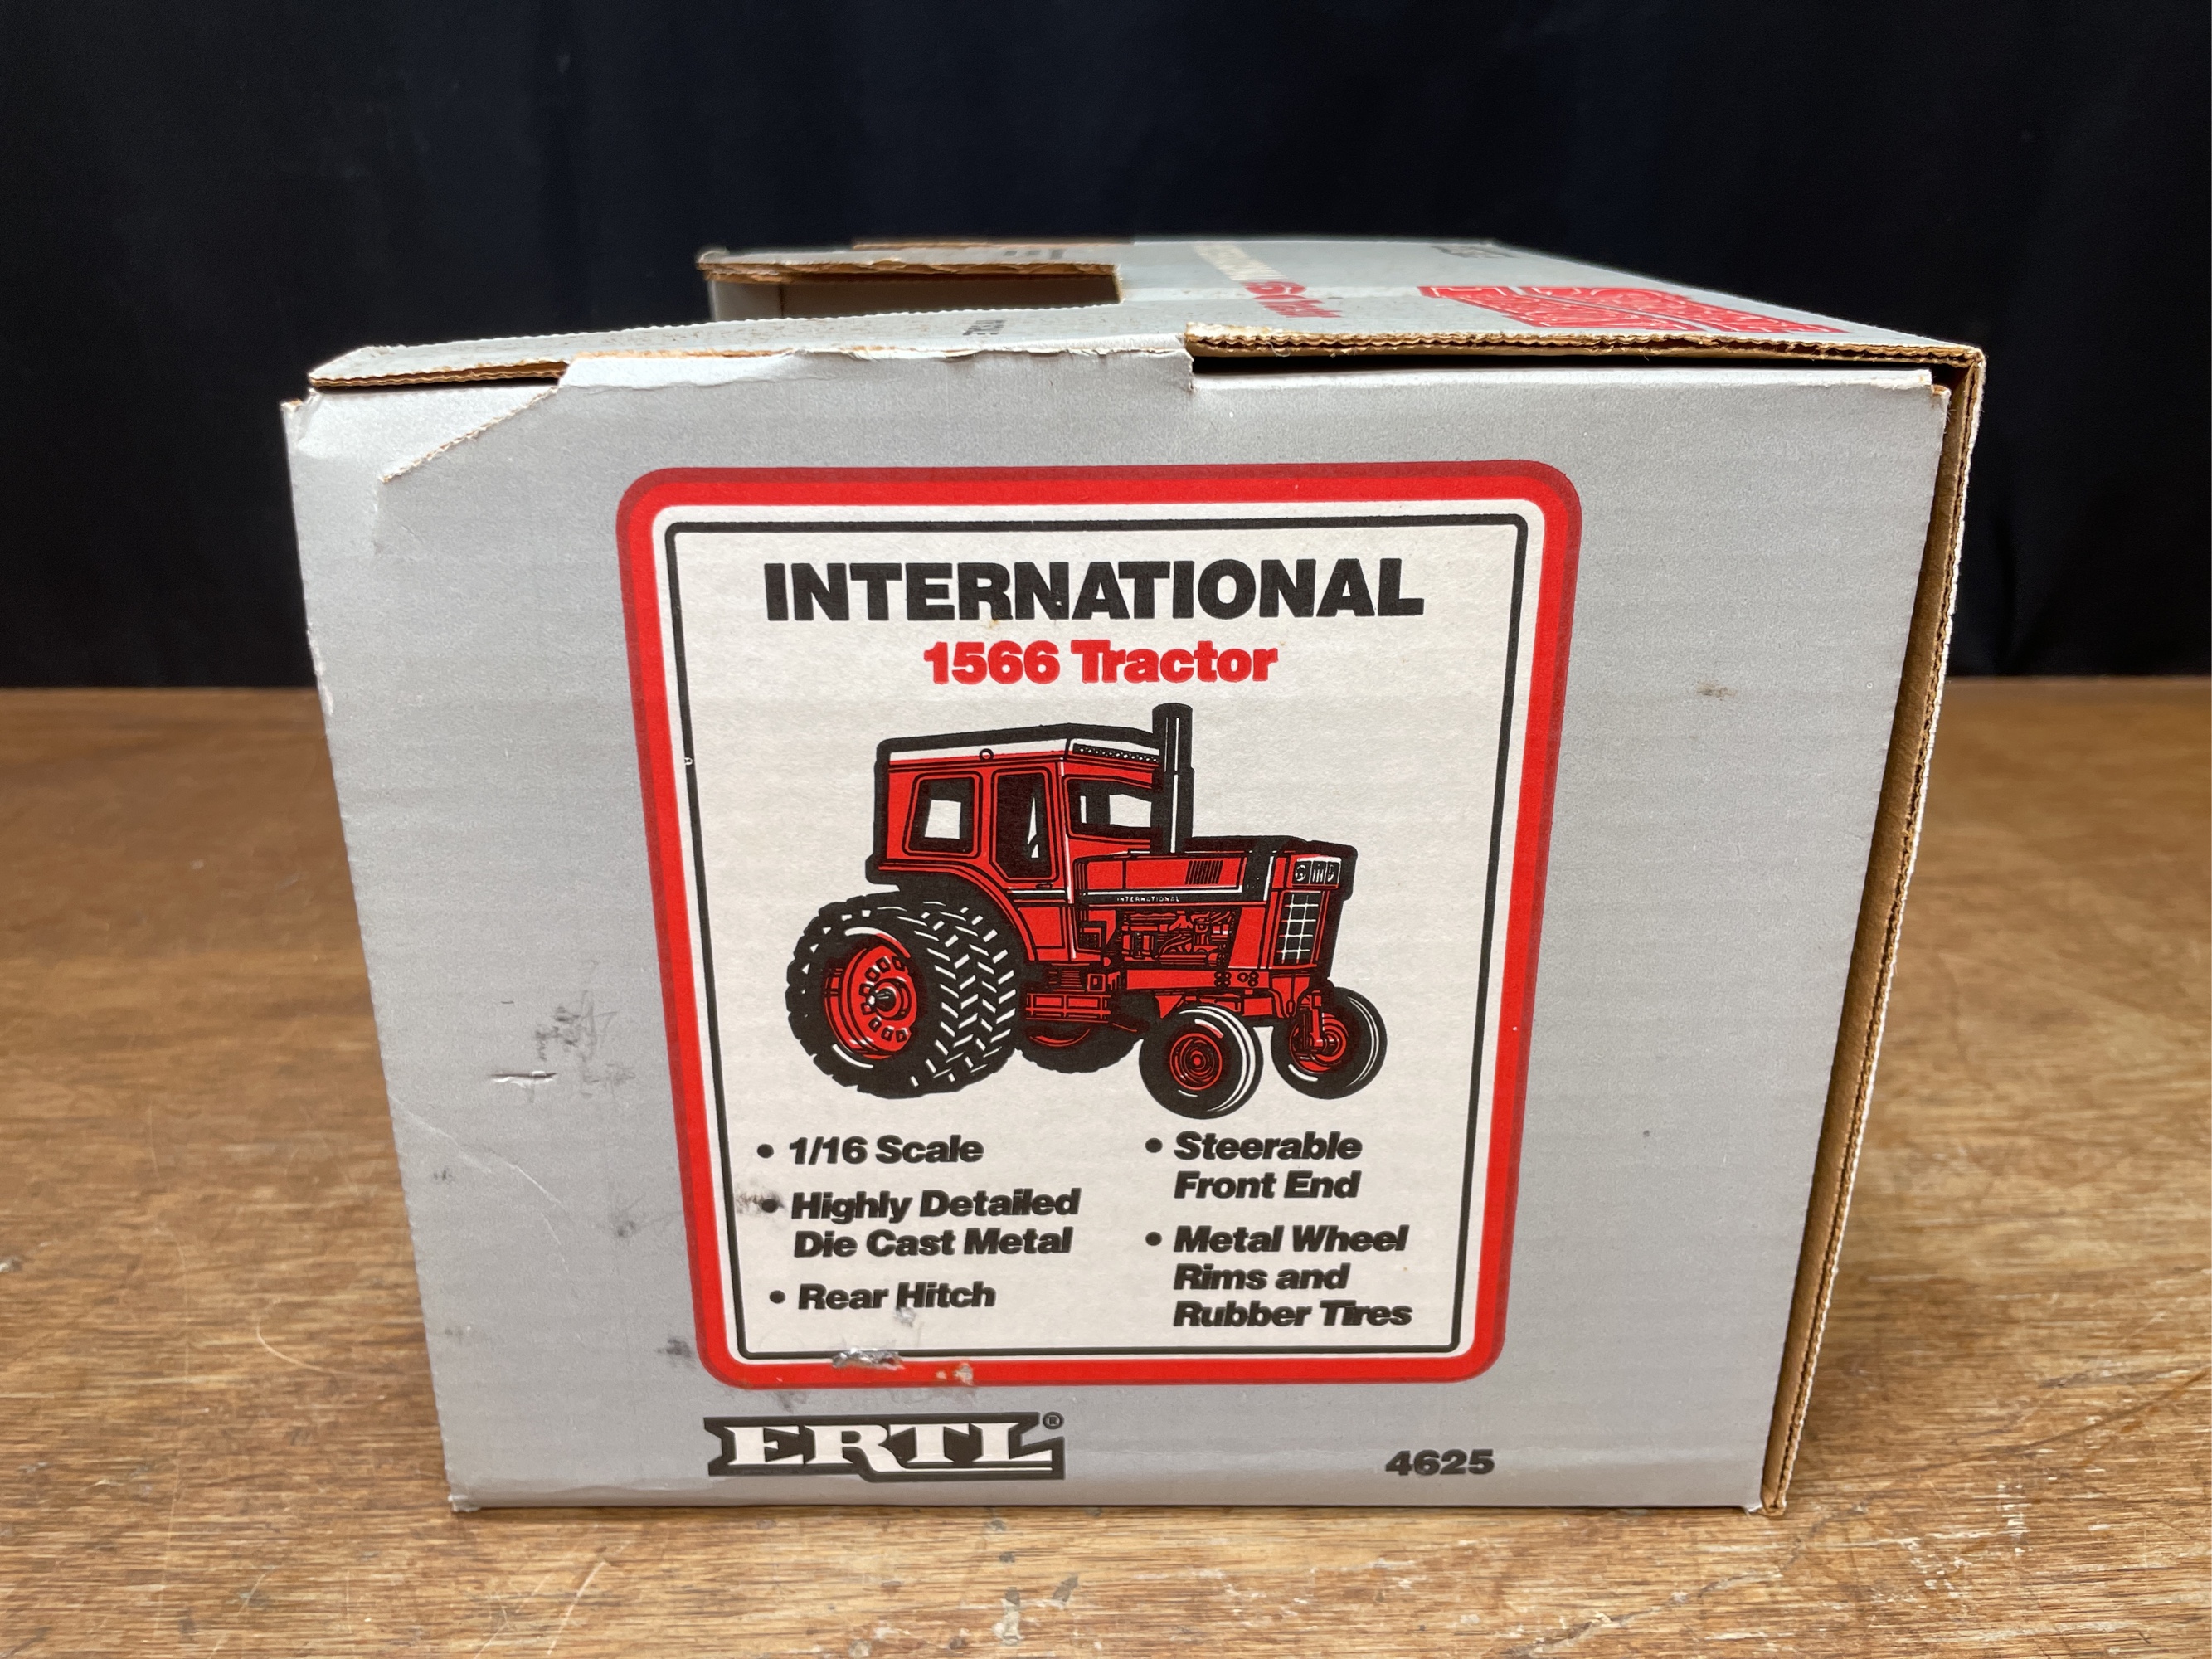 INTERNATIONAL
1566 Tractor
INTERNATIONAL
• 1/16 Scale
• Highly Detailed
Die Cast Metal
• Rear Hitch
• Steerable
Front End
• Metal Wheel
Rims and
Rubber Tires
ERTL®
4625